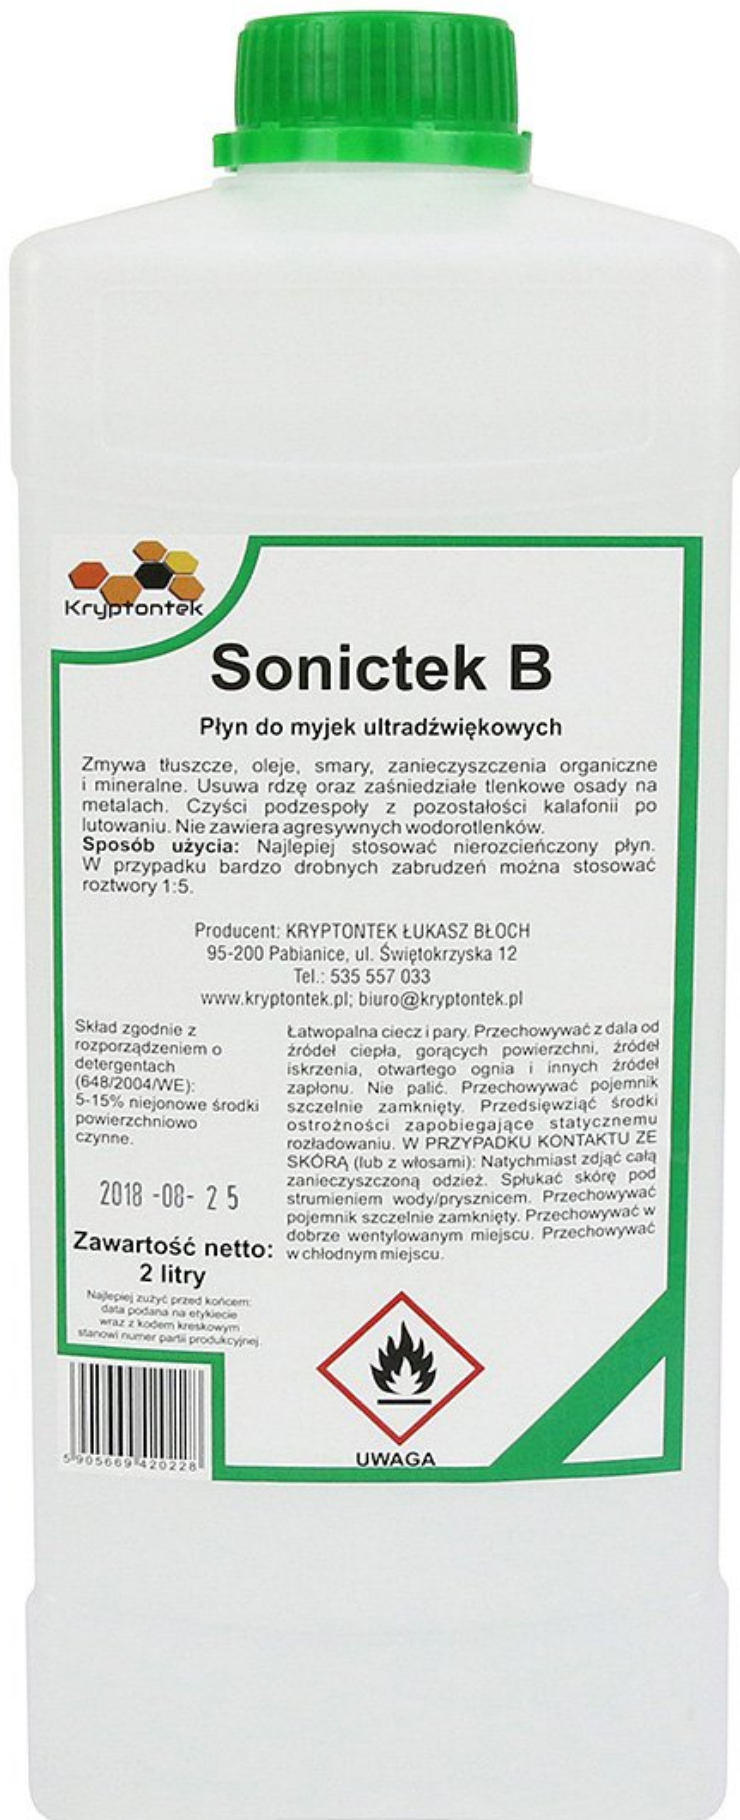 Kryptontek
Sonictek B
Płyn do myjek ultradźwiękowych
Zmywa tłuszcze, oleje, smary, zanieczyszczenia organiczne
i mineralne. Usuwa rdzę oraz zaśniedziałe tlenkowe osady na
metalach. Czyści podzespoły z pozostałości kalafonii po
lutowaniu. Nie zawiera agresywnych wodorotlenków.
Sposób użycia: Najlepiej stosować nierozcieńczony płyn.
W przypadku bardzo drobnych zabrudzeń można stosować
roztwory 1:5.
Producent: KRYPTONTEK ŁUKASZ BŁOCH
95-200 Pabianice, ul. Świętokrzyska 12
Tel.: 535 557 033
www.kryptontek.pl; biuro@kryptontek.pl
Skład zgodnie z
rozporządzeniem o
detergentach
(648/2004/WE):
5-15% niejonowe środki
powierzchniowo
czynne.
2018 -08- 2 5
Zawartość netto:
2 litry
Najlepiej zużyć przed końcem:
data podana na etykiecie
wraz z kodem kreskowym
stanowi numer partii produkcyjnej.
Łatwopalna ciecz i pary. Przechowywać z dala od
źródeł ciepła, gorących powierzchni, źródeł
iskrzenia, otwartego ognia i innych źródeł
zapłonu. Nie palić. Przechowywać pojemnik
szczelnie zamknięty. Przedsięwziąć środki
ostrożności zapobiegające statycznemu
rozładowaniu. W PRZYPADKU KONTAKTU ZE
SKÓRĄ (lub z włosami): Natychmiast zdjąć całą
zanieczyszczoną odzież. Spłukać skórę pod
strumieniem wody/prysznicem. Przechowywać
pojemnik szczelnie zamknięty. Przechowywać w
dobrze wentylowanym miejscu. Przechowywać
w chłodnym miejscu.
5 905669 420228
UWAGA